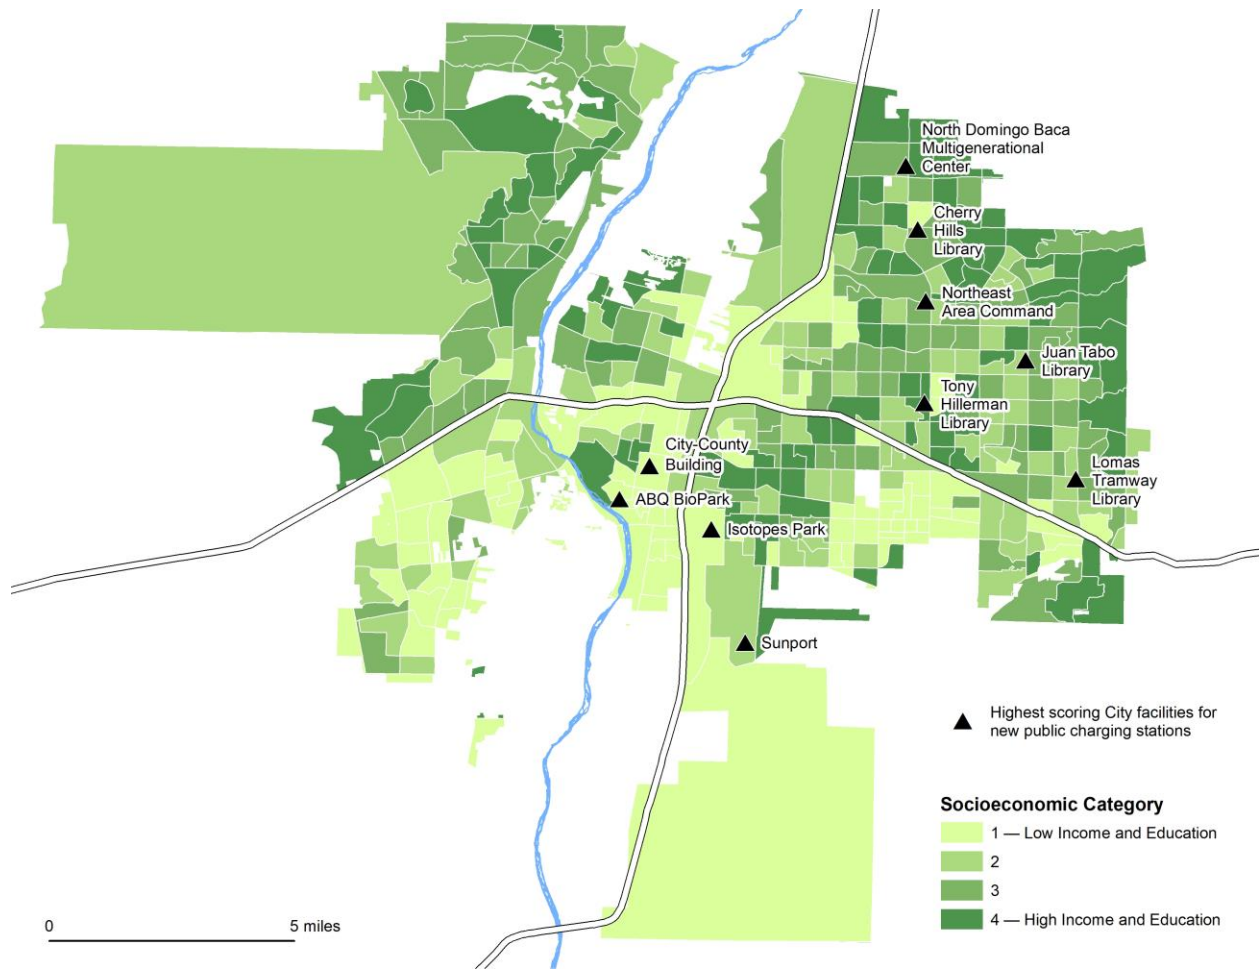 North Domingo Baca
Multigenerational
Center
Cherry
Hills
Library
Northeast
Area Command
Juan Tabo
Library
Tony
Hillerman
Library
City-County
Building
Lomas
Tramway
Library
ABQ BioPark
Isotopes Park
Sunport
Highest scoring City facilities for
new public charging stations
Socioeconomic Category
1 — Low Income and Education
2
3
4 — High Income and Education
0 5 miles